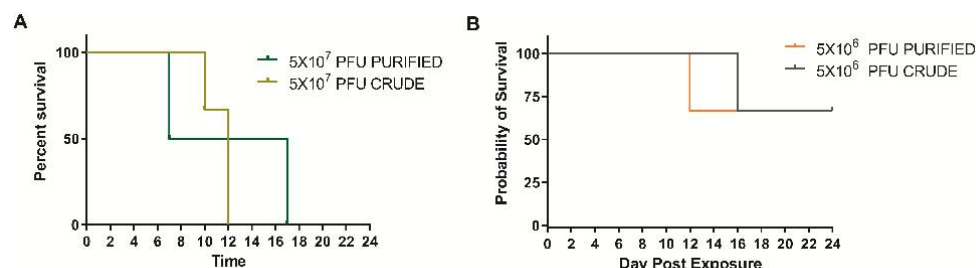 A
B
5X10⁷ PFU PURIFIED
5X10⁷ PFU CRUDE
5X10⁶ PFU PURIFIED
5X10⁶ PFU CRUDE
Percent survival
100
50
0
0 2 4 6 8 10 12 14 16 18 20 22 24
Time
Probability of Survival
100
75
50
25
0
0 2 4 6 8 10 12 14 16 18 20 22 24
Day Post Exposure